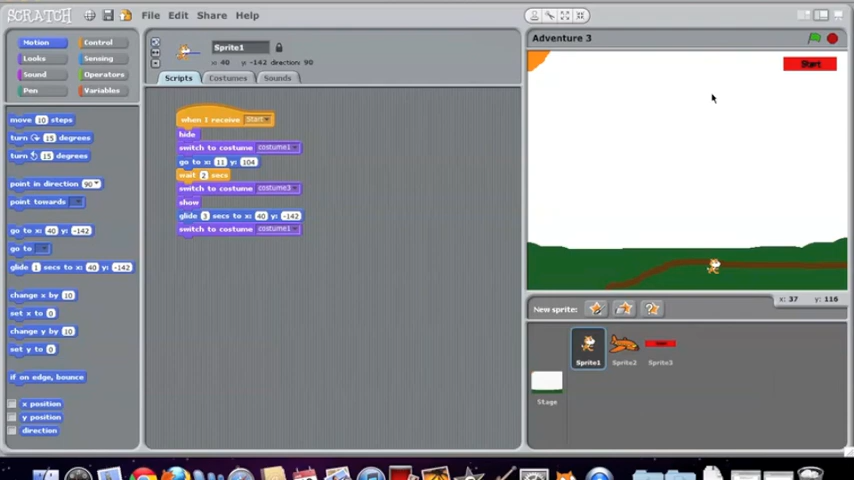 SCRATCH File Edit Share Help
Motion Control
Looks Sensing
Sound Operators
Pen Variables
move 10 steps
turn 15 degrees
turn 15 degrees
point in direction 90
point towards
go to x: 40 y: -142
go to
glide 1 secs to x: 40 y: -142
change x by 10
set x to 0
change y by 10
set y to 0
if on edge, bounce
x position
y position
direction
Sprite1
x: 40 y: -142 direction: 90
Scripts Costumes Sounds
when I receive Start
hide
switch to costume costume1
go to x: 11 y: 104
wait 2 secs
switch to costume costume3
show
glide 3 secs to x: 40 y: -142
switch to costume costume1
Adventure 3
Start
x: 37 y: 116
New sprite:
Sprite1 Sprite2 Sprite3
Stage